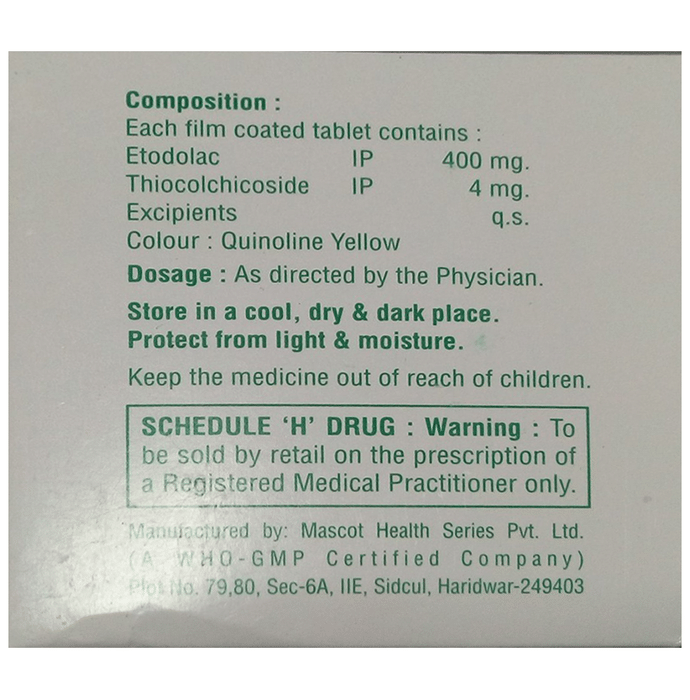 Composition :
Each film coated tablet contains :
Etodolac IP 400 mg.
Thiocolchicoside IP 4 mg.
Excipients q.s.
Colour : Quinoline Yellow
Dosage : As directed by the Physician.
Store in a cool, dry & dark place.
Protect from light & moisture.
Keep the medicine out of reach of children.
SCHEDULE ‘H’ DRUG : Warning : To
be sold by retail on the prescription of
a Registered Medical Practitioner only.
Manufactured by: Mascot Health Series Pvt. Ltd.
(A WHO-GMP Certified Company)
Plot No. 79,80, Sec-6A, IIE, Sidcul, Haridwar-249403